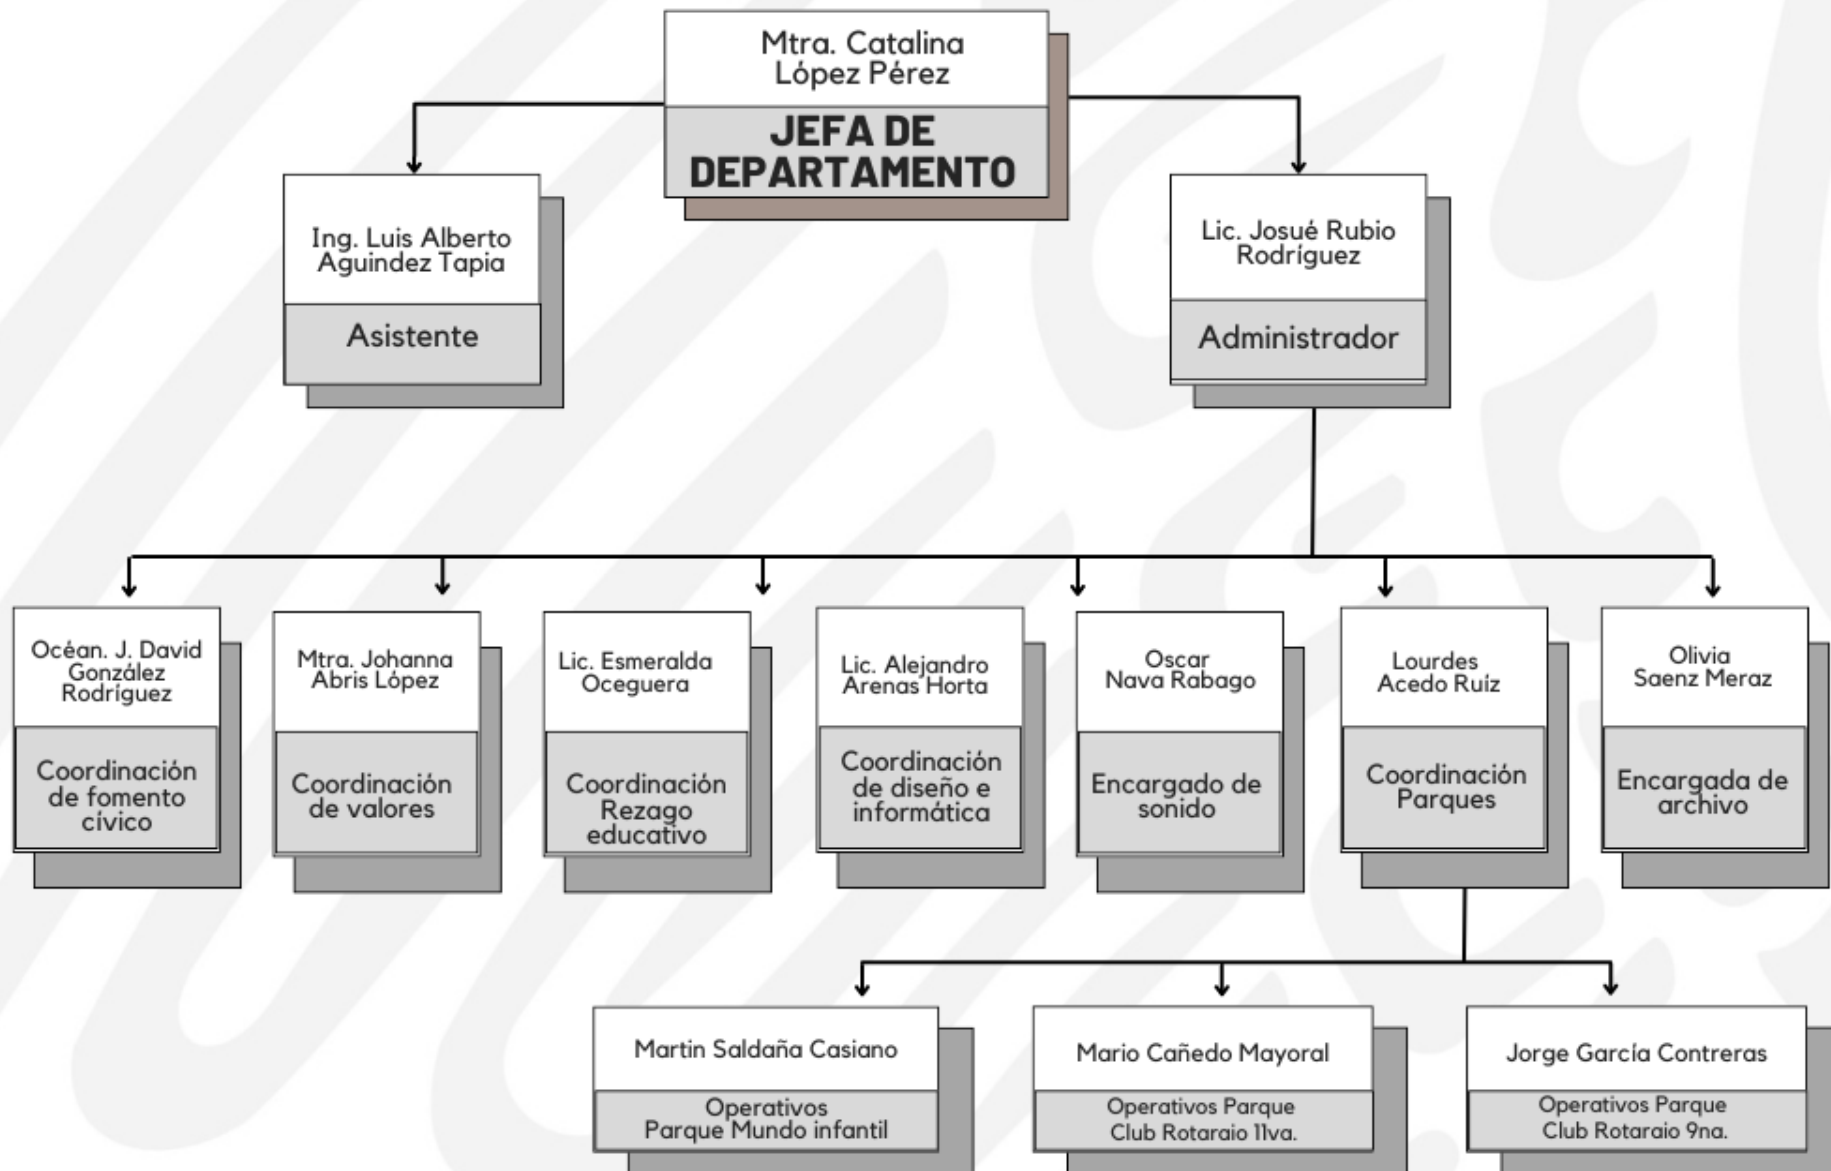 Mtra. Catalina
López Pérez
JEFA DE
DEPARTAMENTO
Ing. Luis Alberto
Aguindez Tapia
Asistente
Lic. Josué Rubio
Rodríguez
Administrador
Océan. J. David
González
Rodríguez
Coordinación
de fomento
cívico
Mtra. Johanna
Abris López
Coordinación
de valores
Lic. Esmeralda
Oceguera
Coordinación
Rezago
educativo
Lic. Alejandro
Arenas Horta
Coordinación
de diseño e
informática
Oscar
Nava Rabago
Encargado de
sonido
Lourdes
Acedo Ruíz
Coordinación
Parques
Olivia
Saenz Meraz
Encargada de
archivo
Martin Saldaña Casiano
Operativos
Parque Mundo infantil
Mario Cañedo Mayoral
Operativos Parque
Club Rotaraio 11va.
Jorge García Contreras
Operativos Parque
Club Rotaraio 9na.